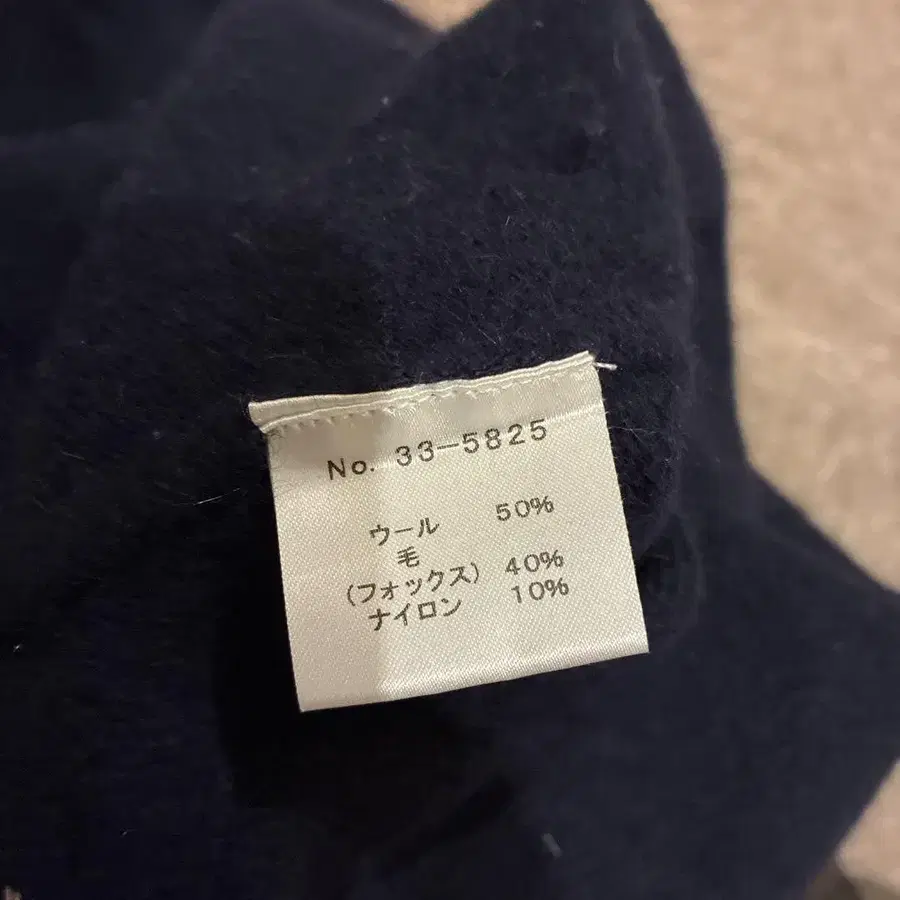 No. 33-5825
ウール 50%
毛
(フォックス) 40%
ナイロン 10%